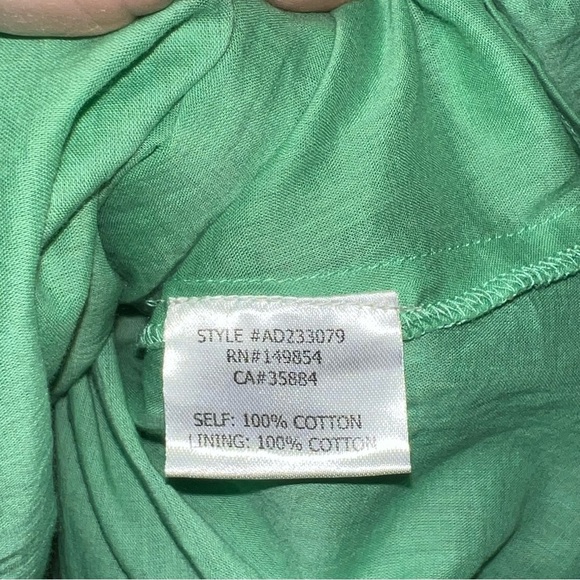 STYLE #AD233079
RN#149854
CA#35884
SELF: 100% COTTON
LINING: 100% COTTON